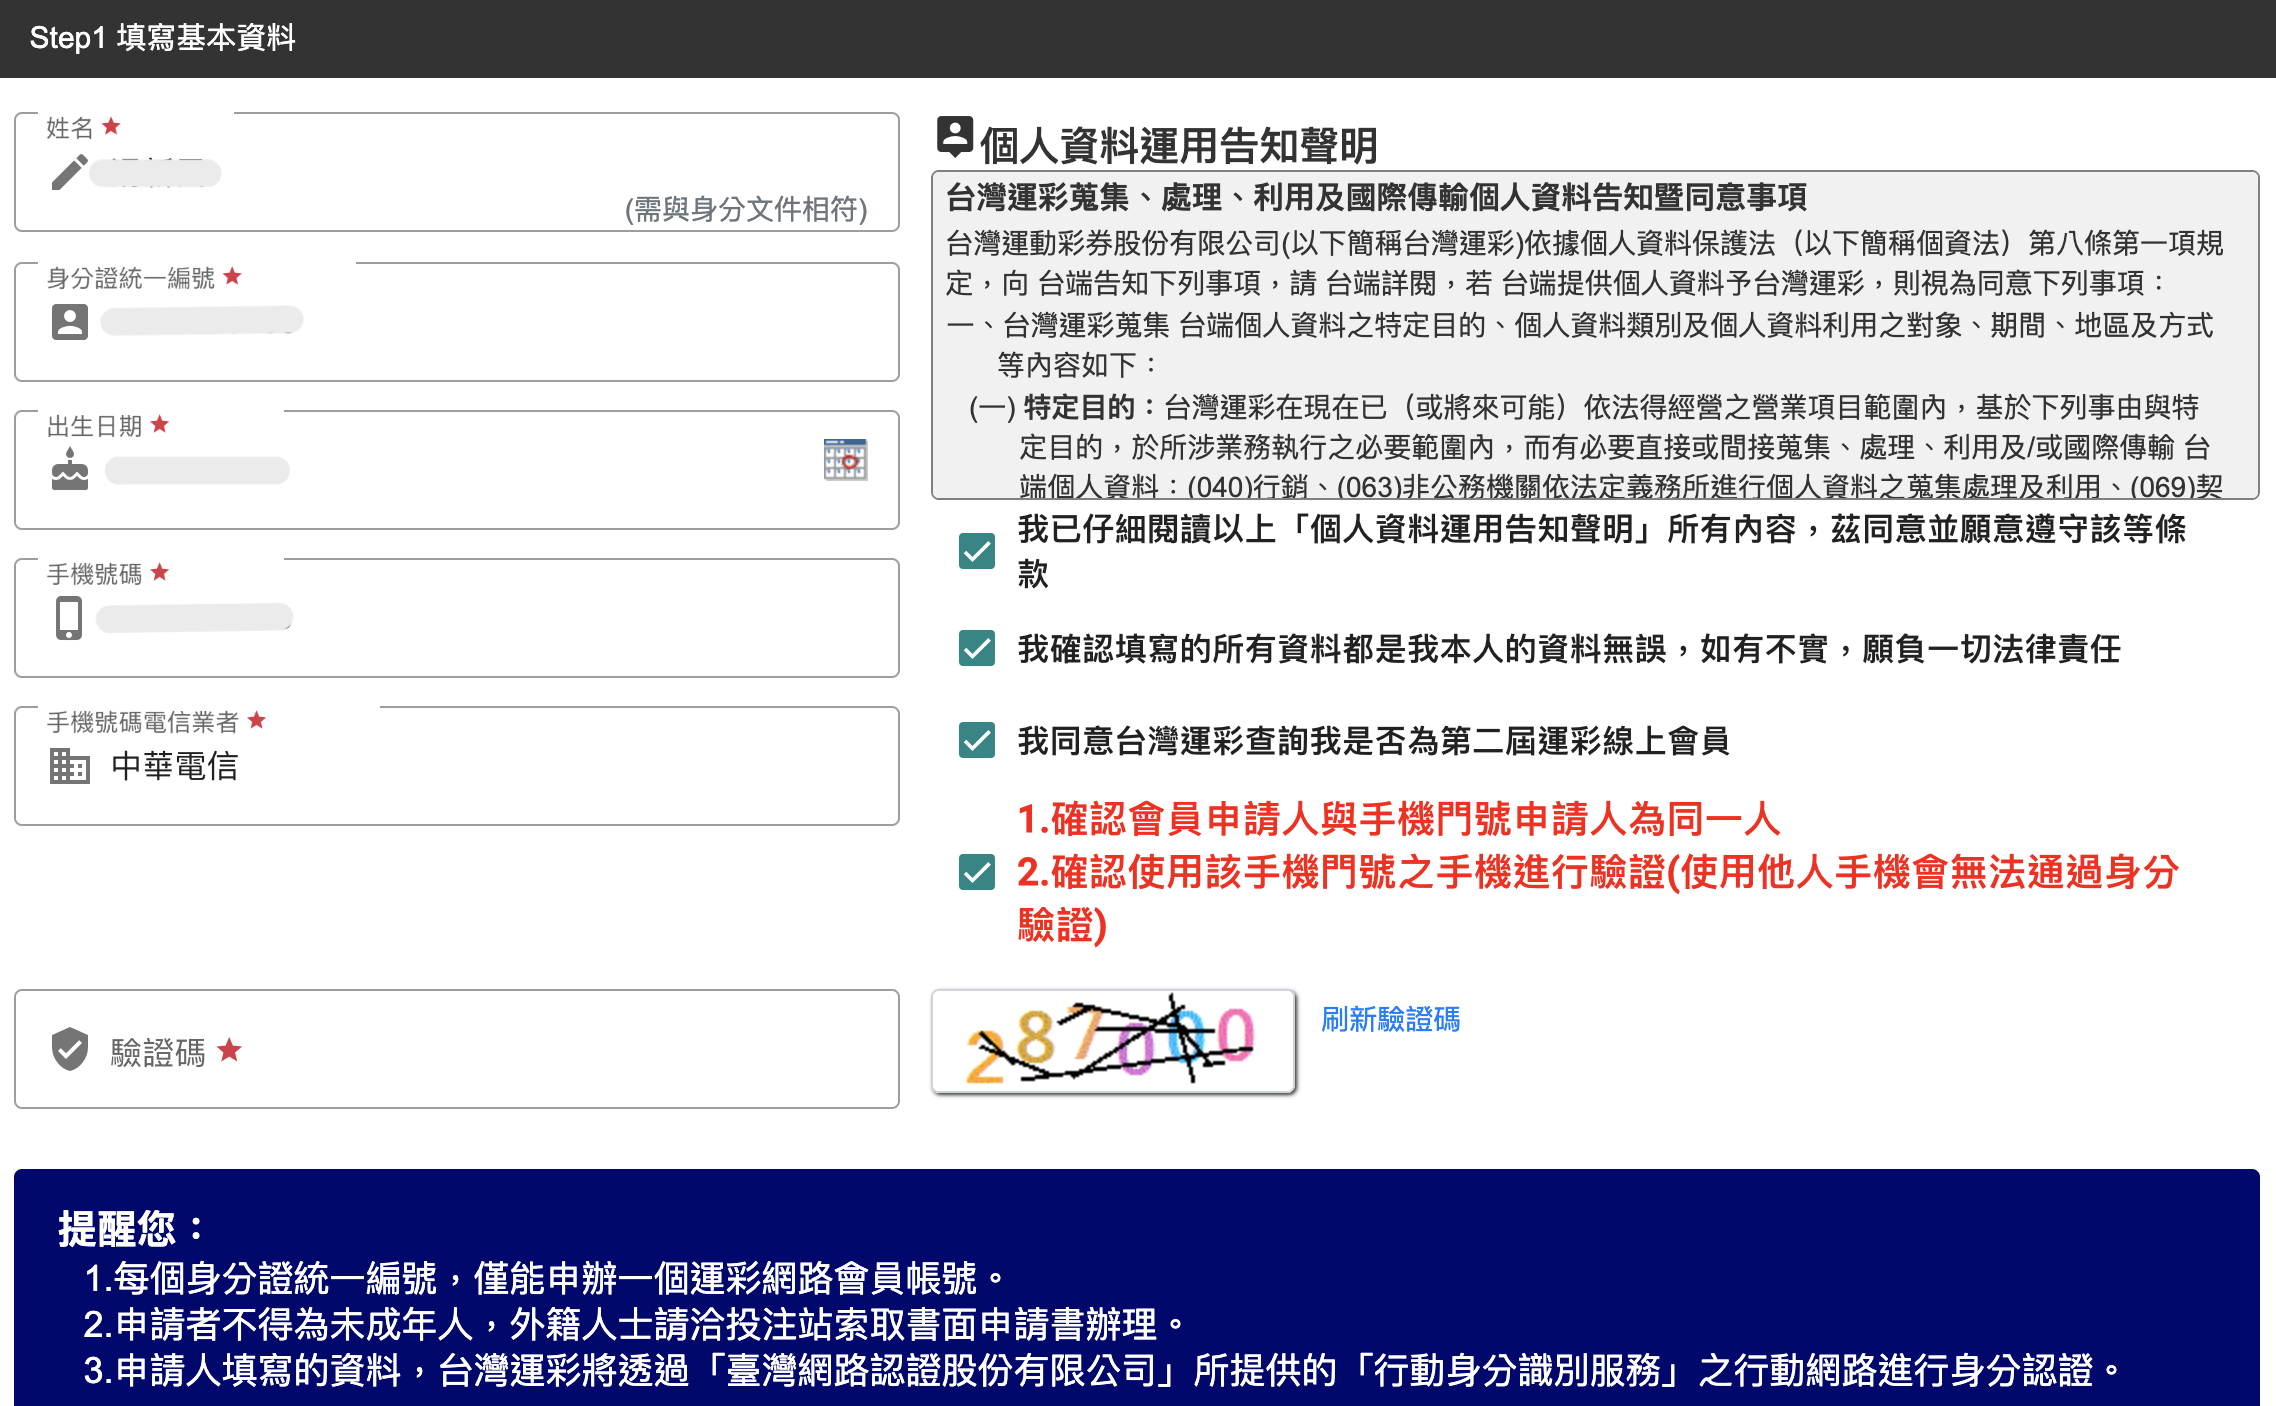 Step1 填寫基本資料
姓名
(需與身分文件相符)
身分證統一編號
出生日期
手機號碼
手機號碼電信業者
中華電信
個人資料運用告知聲明
台灣運彩蒐集、處理、利用及國際傳輸個人資料告知暨同意事項
台灣運動彩券股份有限公司(以下簡稱台灣運彩)依據個人資料保護法（以下簡稱個資法）第八條第一項規
定，向 台端告知下列事項，請 台端詳閱，若 台端提供個人資料予台灣運彩，則視為同意下列事項：
一、台灣運彩蒐集 台端個人資料之特定目的、個人資料類別及個人資料利用之對象、期間、地區及方式
等內容如下：
(一) 特定目的：台灣運彩在現在已（或將來可能）依法得經營之營業項目範圍內，基於下列事由與特
定目的，於所涉業務執行之必要範圍內，而有必要直接或間接蒐集、處理、利用及/或國際傳輸 台
端個人資料：(040)行銷、(063)非公務機關依法定義務所進行個人資料之蒐集處理及利用、(069)契
我已仔細閱讀以上「個人資料運用告知聲明」所有內容，茲同意並願意遵守該等條
款
我確認填寫的所有資料都是我本人的資料無誤，如有不實，願負一切法律責任
我同意台灣運彩查詢我是否為第二屆運彩線上會員
1.確認會員申請人與手機門號申請人為同一人
2.確認使用該手機門號之手機進行驗證(使用他人手機會無法通過身分
驗證)
驗證碼
287000
刷新驗證碼
提醒您：
1.每個身分證統一編號，僅能申辦一個運彩網路會員帳號。
2.申請者不得為未成年人，外籍人士請洽投注站索取書面申請書辦理。
3.申請人填寫的資料，台灣運彩將透過「臺灣網路認證股份有限公司」所提供的「行動身分識別服務」之行動網路進行身分認證。